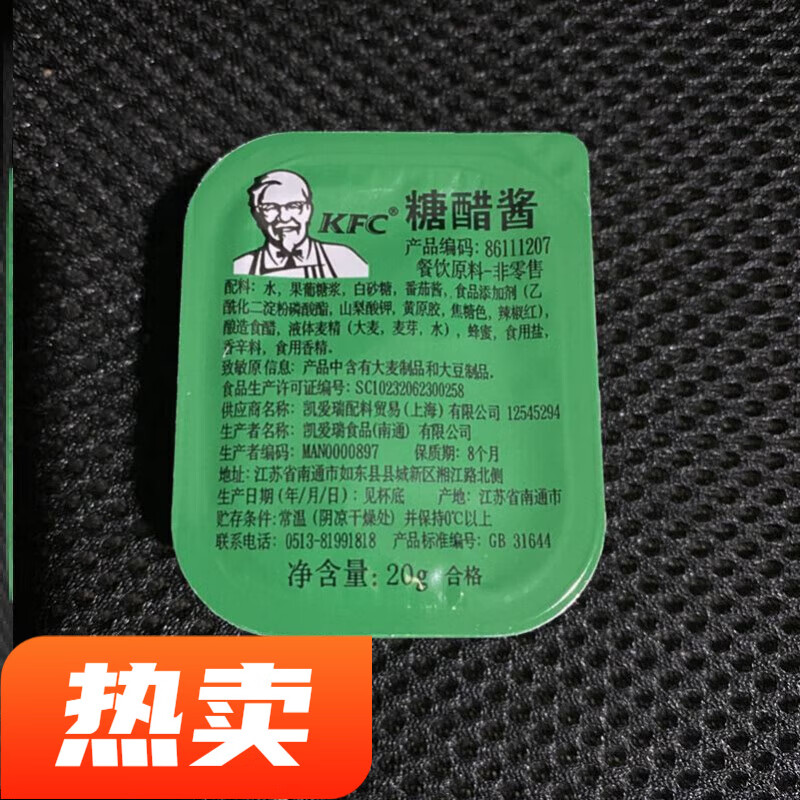 KFC® 糖醋酱
产品编码: 86111207
餐饮原料-非零售
配料: 水, 果葡糖浆, 白砂糖, 番茄酱, 食品添加剂 (乙
酰化二淀粉磷酸酯, 山梨酸钾, 黄原胶, 焦糖色, 辣椒红),
酿造食醋, 液体麦精 (大麦, 麦芽, 水), 蜂蜜, 食用盐,
香辛料, 食用香精.
致敏原信息: 产品中含有大麦制品和大豆制品.
食品生产许可证编号: SC10232062300258
供应商名称: 凯爱瑞配料贸易(上海) 有限公司 12545294
生产者名称: 凯爱瑞食品(南通) 有限公司
生产者编码: MAN0000897 保质期: 8个月
地址: 江苏省南通市如东县县城新区湘江路北侧
生产日期 (年/月/日): 见杯底 产地: 江苏省南通市
贮存条件: 常温 (阴凉干燥处) 并保持0℃以上
联系电话: 0513-81991818 产品标准编号: GB 31644
净含量: 20g 合格
热卖